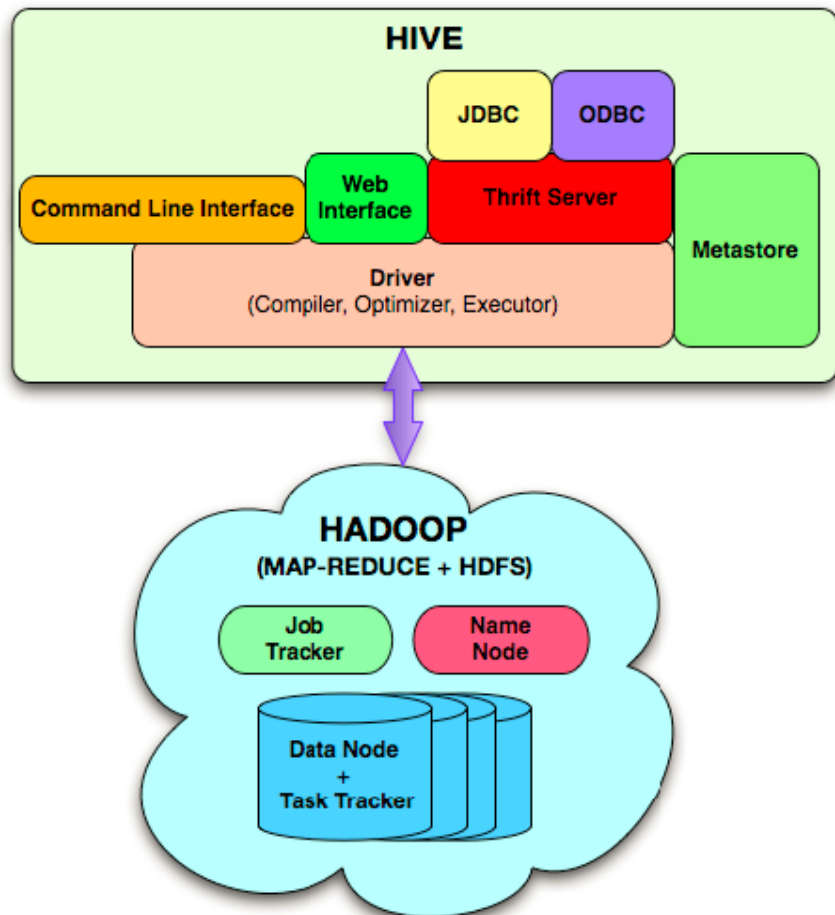 HIVE
JDBC
ODBC
Command Line Interface
Web
Interface
Thrift Server
Metastore
Driver
(Compiler, Optimizer, Executor)
HADOOP
(MAP-REDUCE + HDFS)
Job
Tracker
Name
Node
Data Node
+
Task Tracker